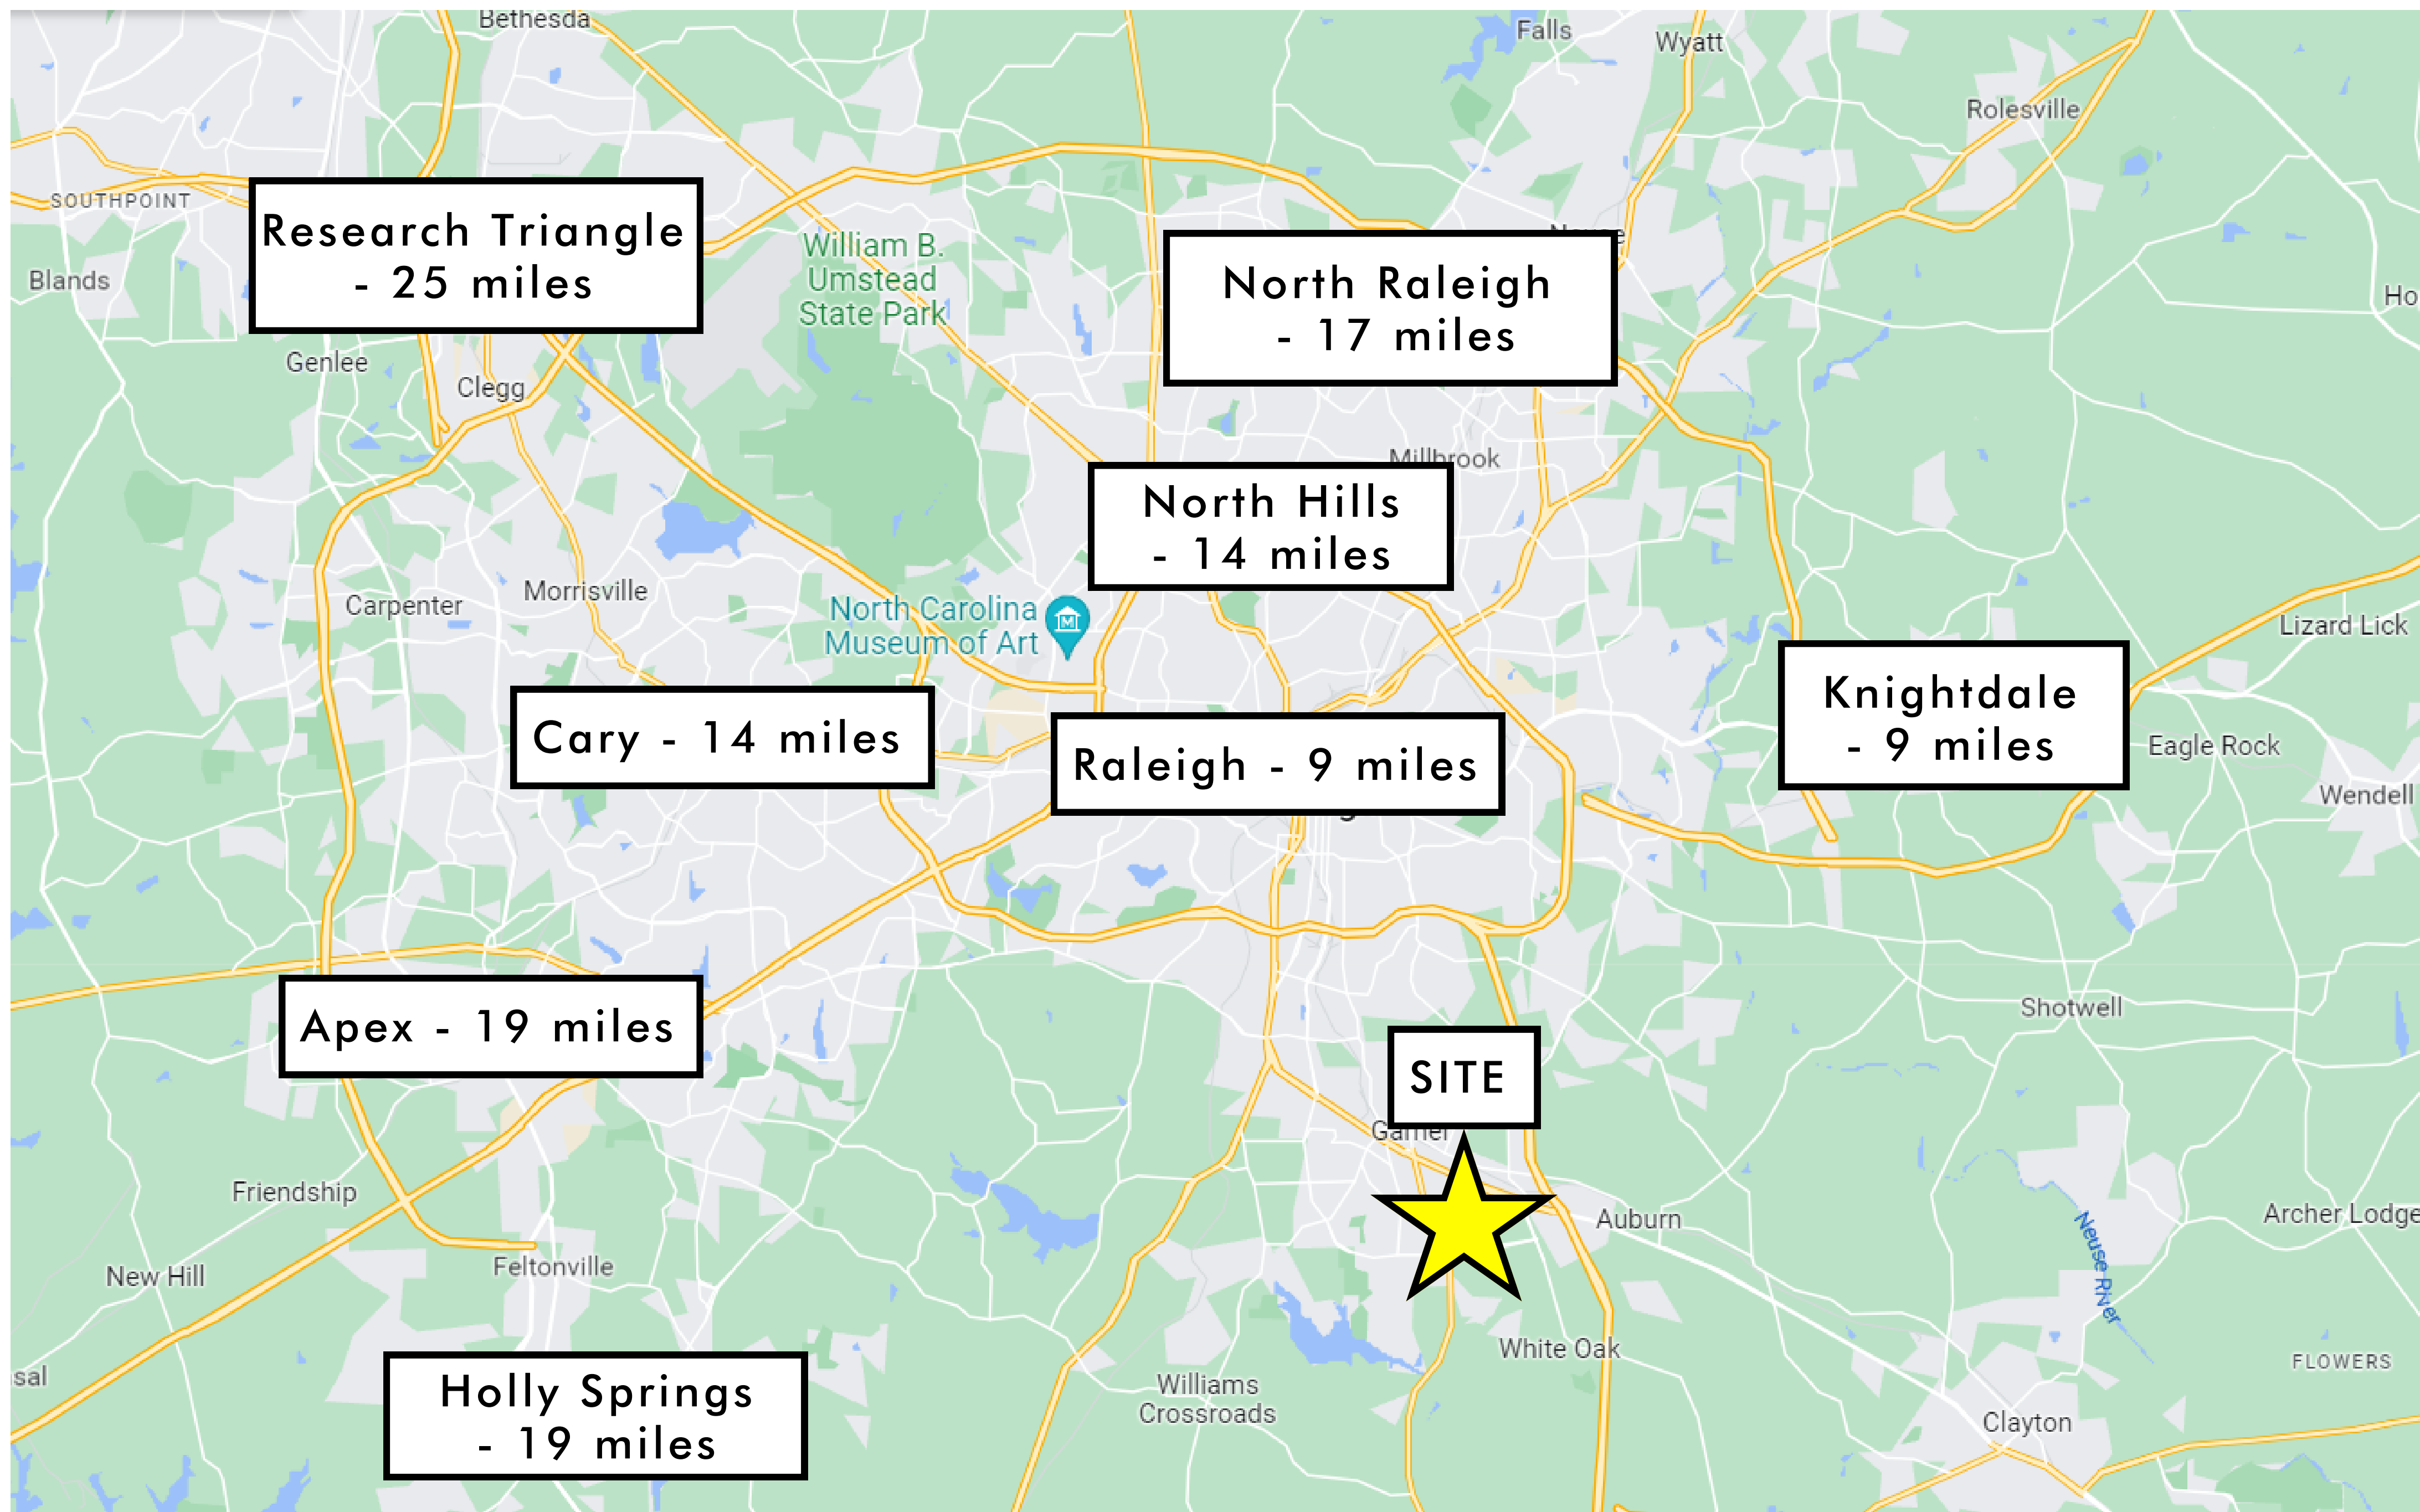 Bethesda
Falls
Wyatt
Rolesville
SOUTHPOINT
Research Triangle
- 25 miles
William B.
Umstead
State Park
North Raleigh
- 17 miles
Blands
Genlee
Clegg
Millbrook
North Hills
- 14 miles
Morrisville
Carpenter
North Carolina
Museum of Art
Lizard Lick
Knightdale
- 9 miles
Cary - 14 miles
Raleigh - 9 miles
Eagle Rock
Wendell
Apex - 19 miles
Shotwell
SITE
Garner
Friendship
Auburn
Archer Lodge
Neuse River
New Hill
Feltonville
White Oak
FLOWERS
Holly Springs
- 19 miles
Williams
Crossroads
Clayton